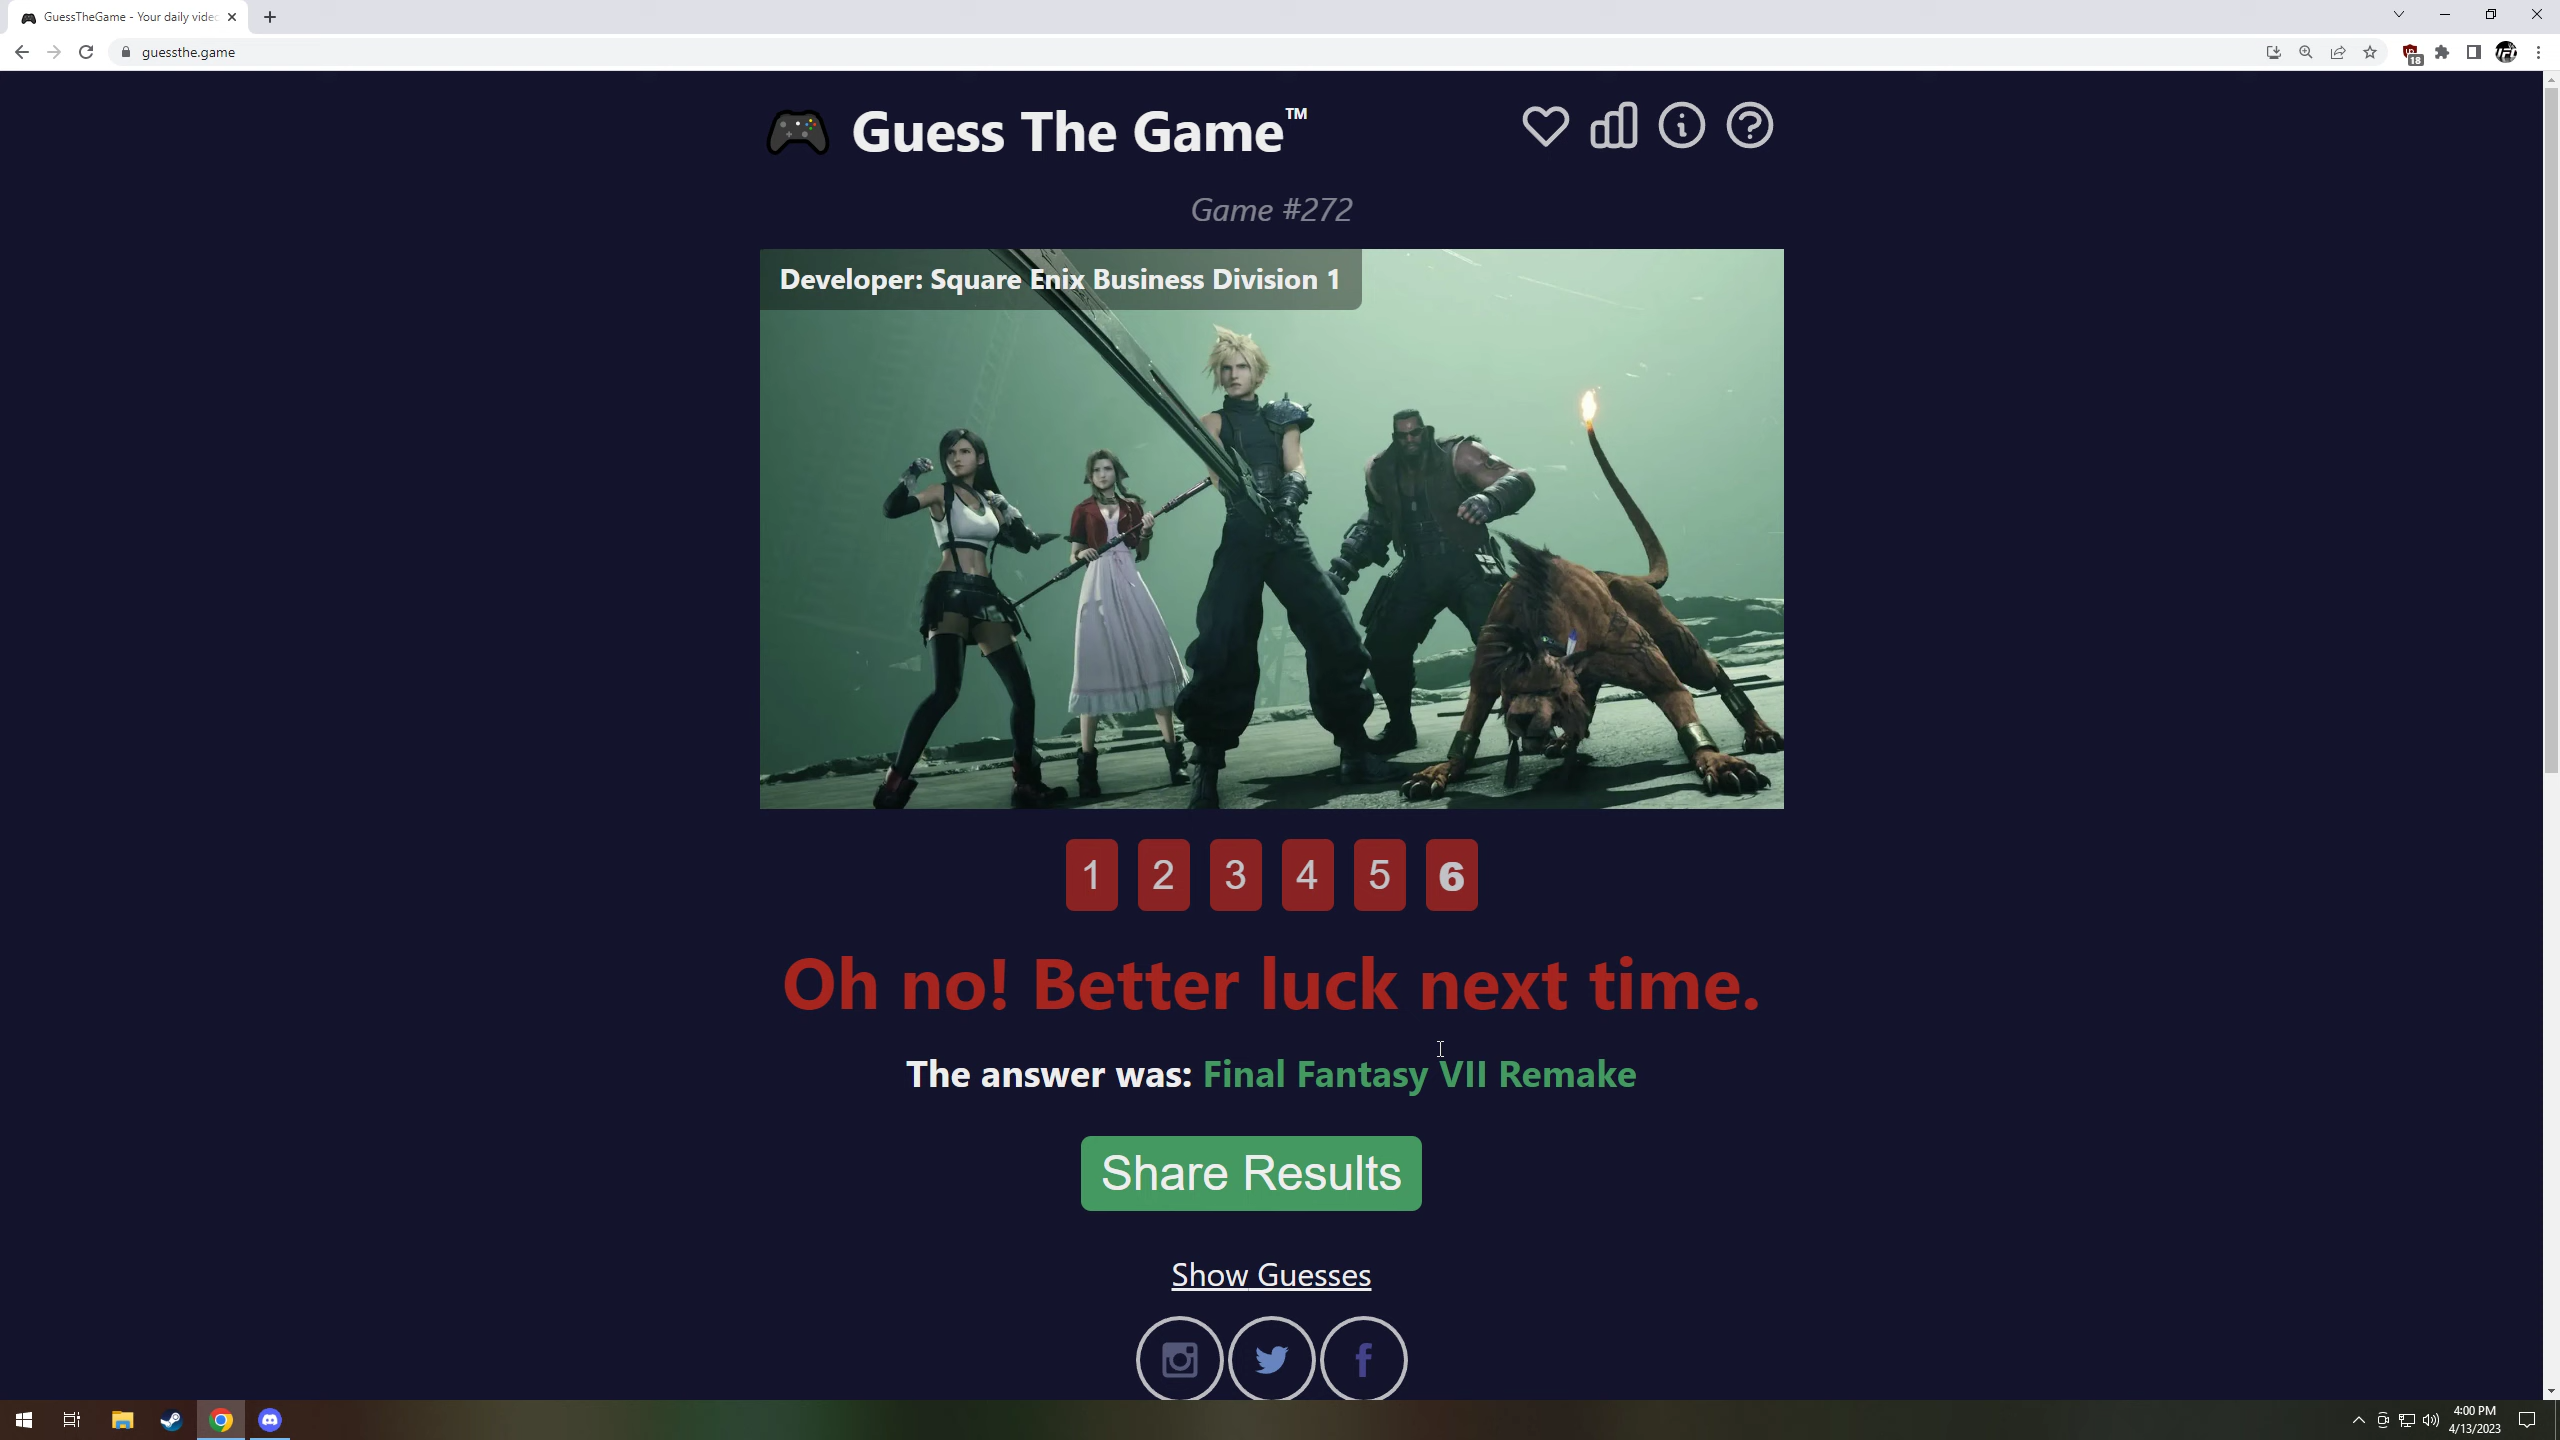 GuessTheGame - Your daily vide
guessthe.game
18
Guess The Game™
Game #272
Developer: Square Enix Business Division 1
1 2 3 4 5 6
Oh no! Better luck next time.
The answer was: Final Fantasy VII Remake
Share Results
Show Guesses
4:00 PM
4/13/2023